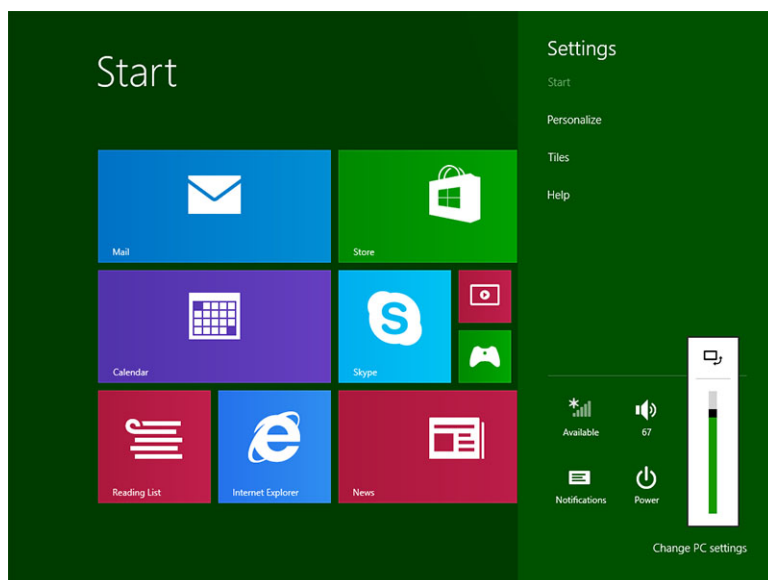 Start
Settings
Start
Personalize
Tiles
Help
Mail
Store
Calendar
Skype
Reading List
Internet Explorer
News
Available
67
Notifications
Power
Change PC settings